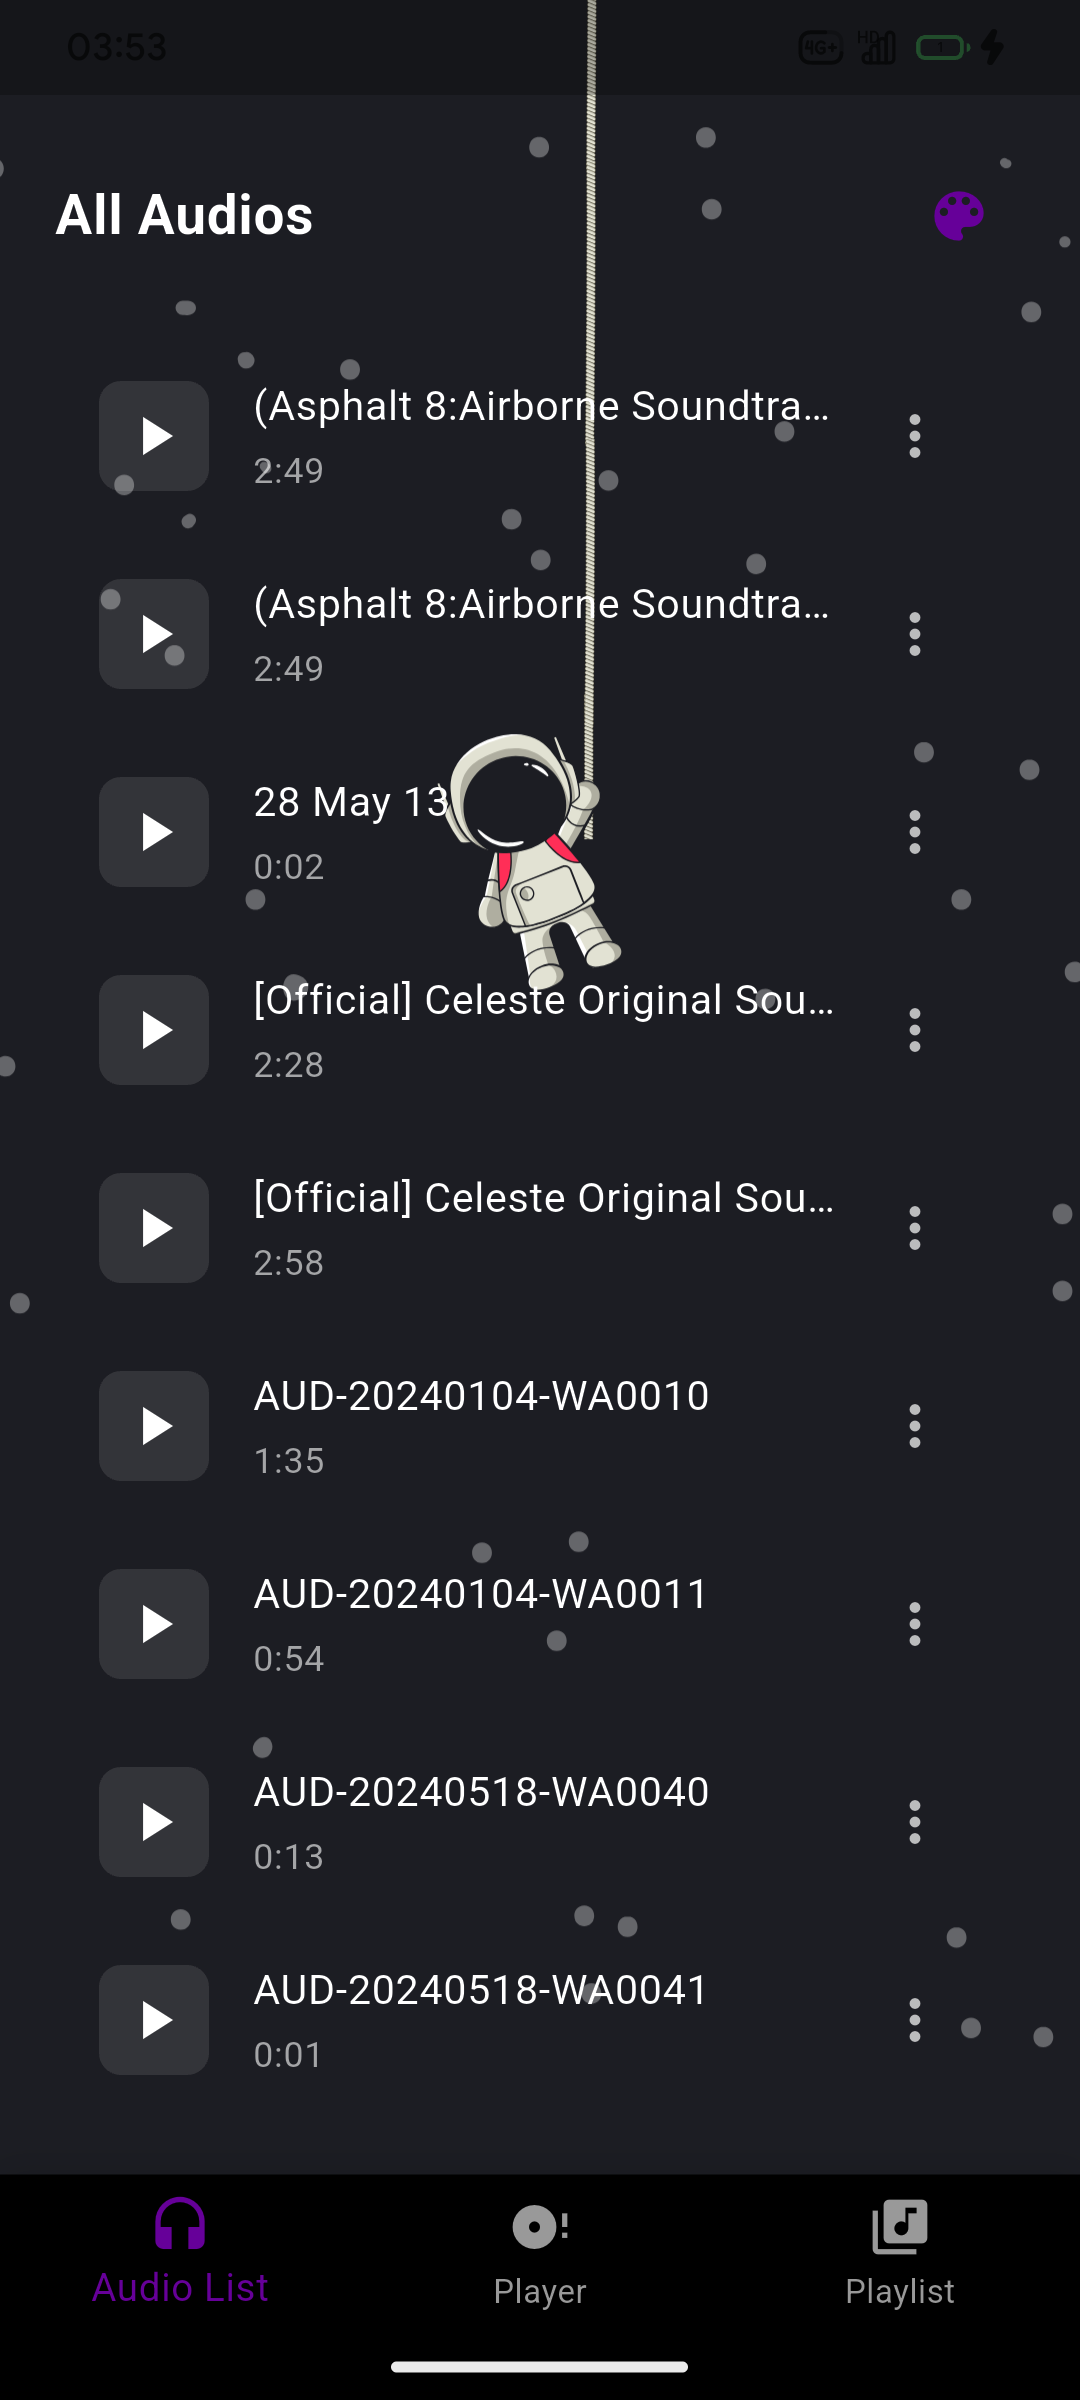 03:53
4G+
HD
All Audios
(Asphalt 8:Airborne Soundtra...
2:49
(Asphalt 8:Airborne Soundtra...
2:49
28 May 13
0:02
[Official] Celeste Original Sou...
2:28
[Official] Celeste Original Sou...
2:58
AUD-20240104-WA0010
1:35
AUD-20240104-WA0011
0:54
AUD-20240518-WA0040
0:13
AUD-20240518-WA0041
0:01
Audio List
Player
Playlist